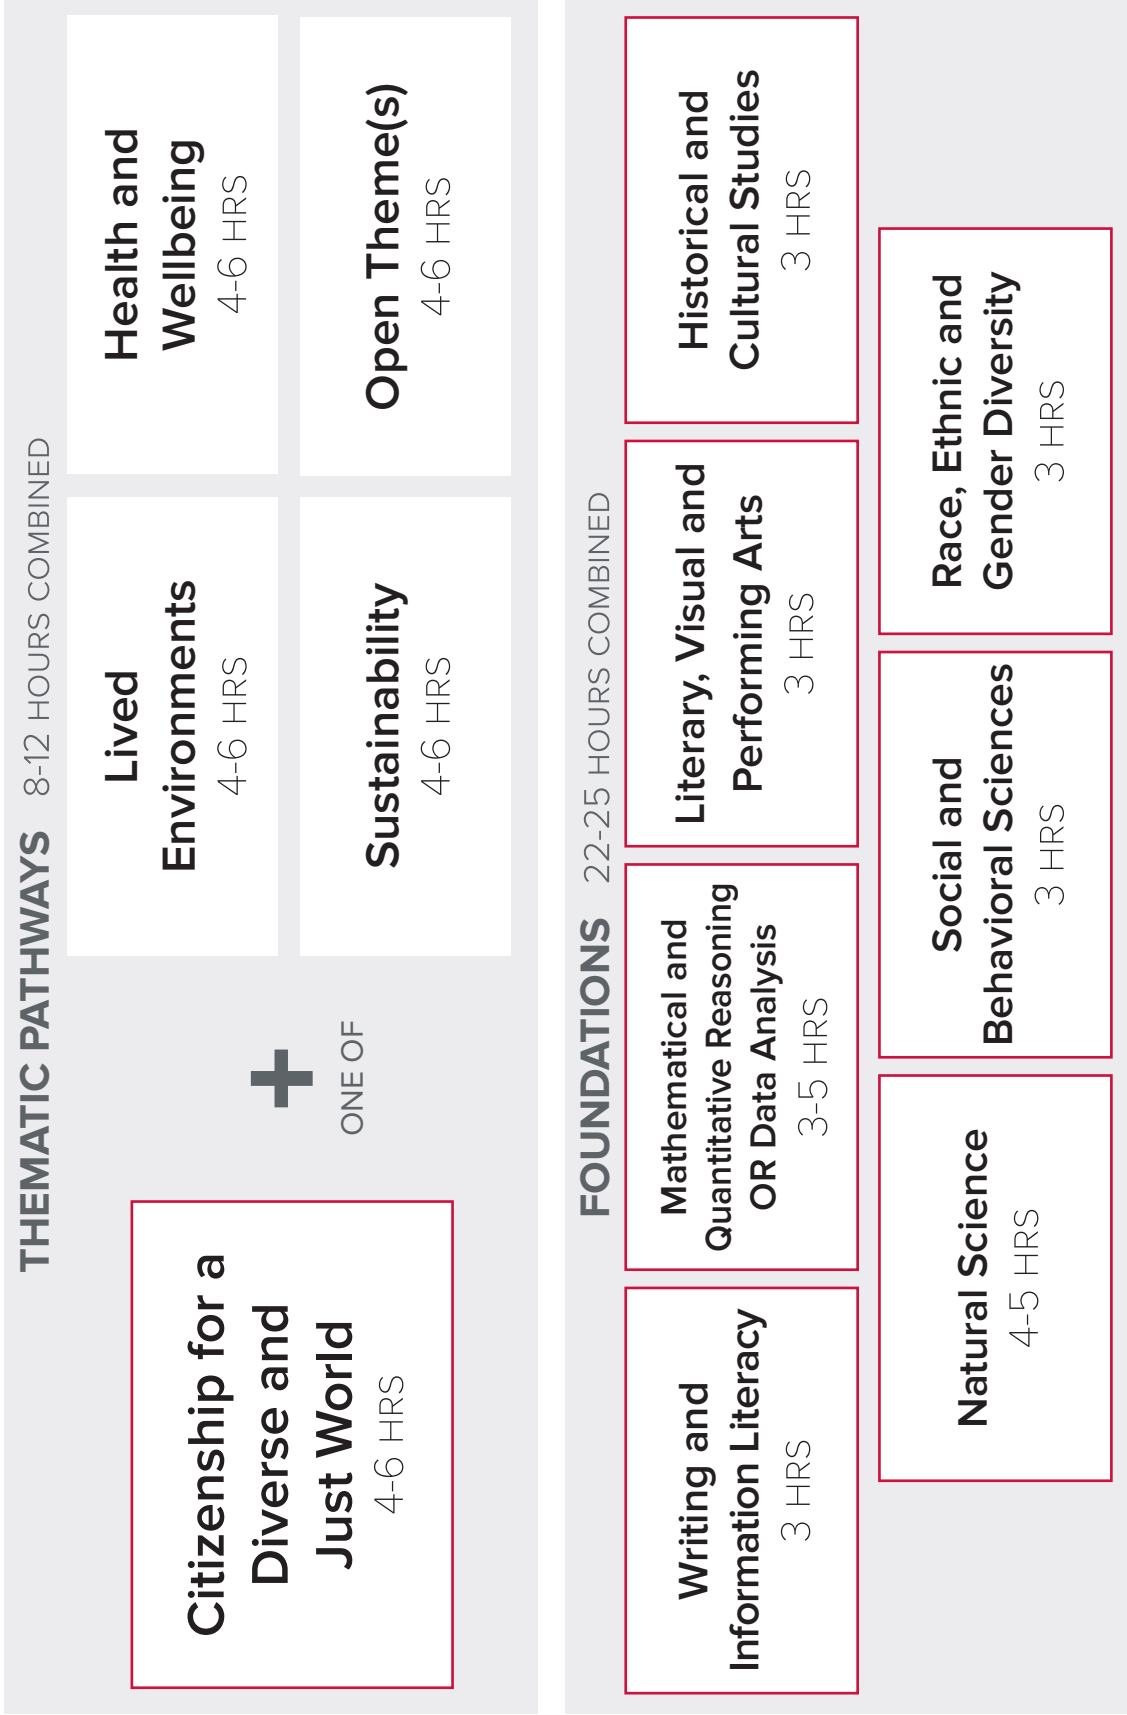 THEMATIC PATHWAYS 8-12 HOURS COMBINED
Citizenship for a
Diverse and
Just World
4-6 HRS
+
ONE OF
Lived
Environments
4-6 HRS
Health and
Wellbeing
4-6 HRS
Sustainability
4-6 HRS
Open Theme(s)
4-6 HRS
FOUNDATIONS 22-25 HOURS COMBINED
Writing and
Information Literacy
3 HRS
Mathematical and
Quantitative Reasoning
OR Data Analysis
3-5 HRS
Literary, Visual and
Performing Arts
3 HRS
Historical and
Cultural Studies
3 HRS
Natural Science
4-5 HRS
Social and
Behavioral Sciences
3 HRS
Race, Ethnic and
Gender Diversity
3 HRS